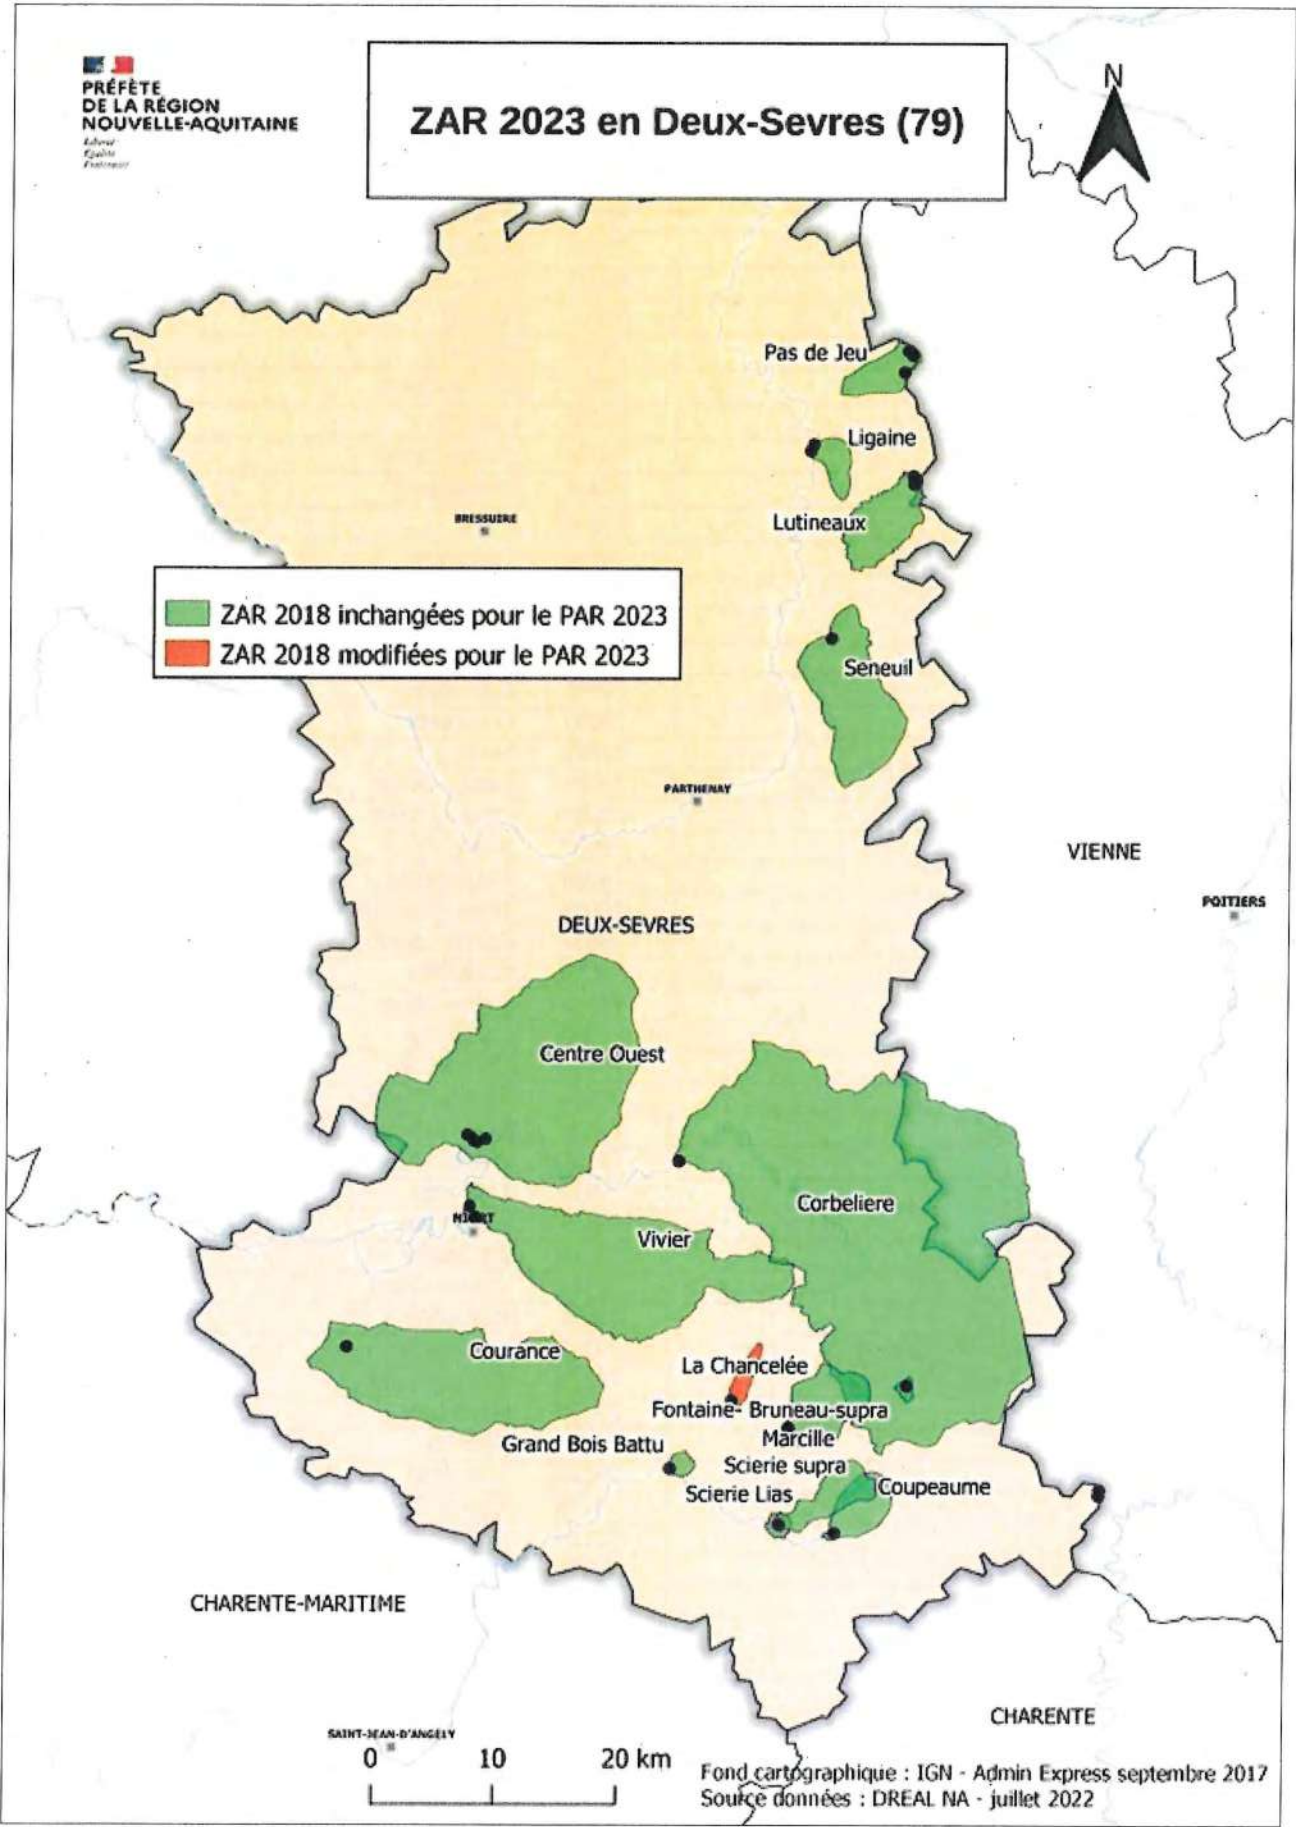 PRÉFÈTE
DE LA RÉGION
NOUVELLE-AQUITAINE
Liberté
Égalité
Fraternité
ZAR 2023 en Deux-Sevres (79)
N
Pas de Jeu
Ligaine
Lutineaux
BRESSUIRE
ZAR 2018 inchangées pour le PAR 2023
ZAR 2018 modifiées pour le PAR 2023
Seneuil
PARTHENAY
VIENNE
POITIERS
DEUX-SEVRES
Centre Ouest
Corbeliere
NIORT
Vivier
Courance
La Chancelée
Fontaine- Bruneau-supra
Marcille
Grand Bois Battu
Scierie supra
Scierie Lias
Coupeaume
CHARENTE-MARITIME
CHARENTE
SAINT-JEAN-D'ANGELY
0 10 20 km
Fond cartographique : IGN - Admin Express septembre 2017
Source données : DREAL NA - juillet 2022